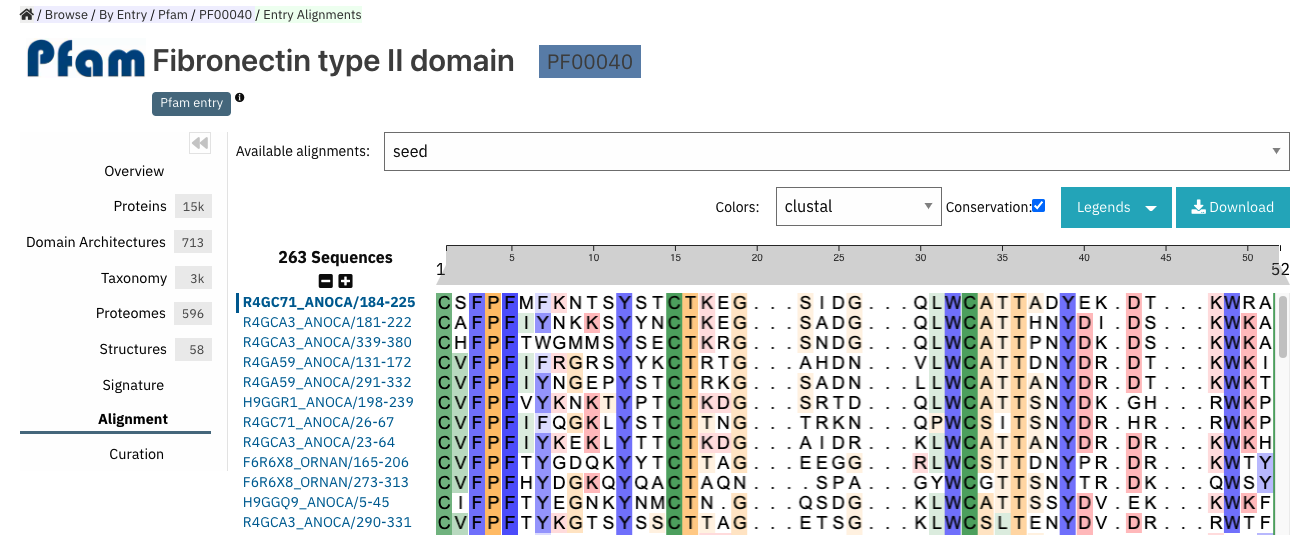 / Browse / By Entry / Pfam / PF00040 / Entry Alignments
Pfam Fibronectin type II domain PF00040
Pfam entry
Available alignments: seed
Overview
Proteins 15k
Domain Architectures 713
Taxonomy 3k
Proteomes 596
Structures 58
Signature
Alignment
Curation
Colors: clustal Conservation: Legends Download
263 Sequences
1 5 10 15 20 25 30 35 40 45 50 52
R4GC71_ANOCA/184-225 CSFPFMFKNTSYSTCTKEG...SIDG...QLWCATTADYEK.DT...KWRA
R4GCA3_ANOCA/181-222 CAFPFIYNKKSYYNCTKEG...SADG...QLWCATTHNYDI.DS...KWKA
R4GCA3_ANOCA/339-380 CHFPFTWGMMSYSECTKRG...SNDG...QLWCATTPNYDK.DS...KWKA
R4GA59_ANOCA/131-172 CVFPFIFRGRSYYKCTRTG...AHDN...VLWCATTDNYDR.DT...KWKI
R4GA59_ANOCA/291-332 CVFPFIYNGEPYSTCTRKG...SADN...LLWCATTANYDR.DT...KWKT
H9GGR1_ANOCA/198-239 CVFPFVYKNKTYPTCTKDG...SRTD...QLWCATTSNYDK.GH...RWKP
R4GC71_ANOCA/26-67 CVFPFIFQGKLYSTCTTNG...TRKN...QPWCSITSNYDR.HR...RWKP
R4GCA3_ANOCA/23-64 CVFPFIYKEKLYTTCTKDG...AIDR...KLWCATTANYDR.DR...KWKH
F6R6X8_ORNAN/165-206 CVFPFTYGDQKYYTCTTAG...EEGG...RLWCSTTDNYPR.DR...KWTY
F6R6X8_ORNAN/273-313 CVFPFHYDGKQYQACTAQN....SPA...GYWCGTTSNYTR.DK...QWSY
H9GGQ9_ANOCA/5-45 CIFPFTYEGNKYNMCTN.G...QSDG...KLWCATTSSYDV.EK...KWKF
R4GCA3_ANOCA/290-331 CVFPFTYKGTSYSSCTTAG...ETSG...KLWCSLTENYDV.DR...RWTF